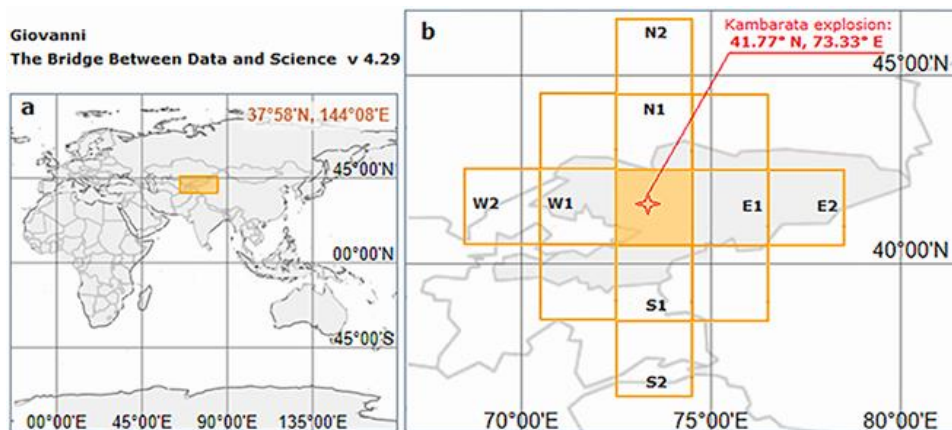 Giovanni
The Bridge Between Data and Science v 4.29
a
37°58'N, 144°08'E
45°00'N
00°00'N
45°00'S
00°00'E
45°00'E
90°00'E
135°00'E
b
Kambarata explosion:
41.77° N, 73.33° E
N2
45°00'N
N1
W2
W1
E1
E2
40°00'N
S1
S2
70°00'E
75°00'E
80°00'E